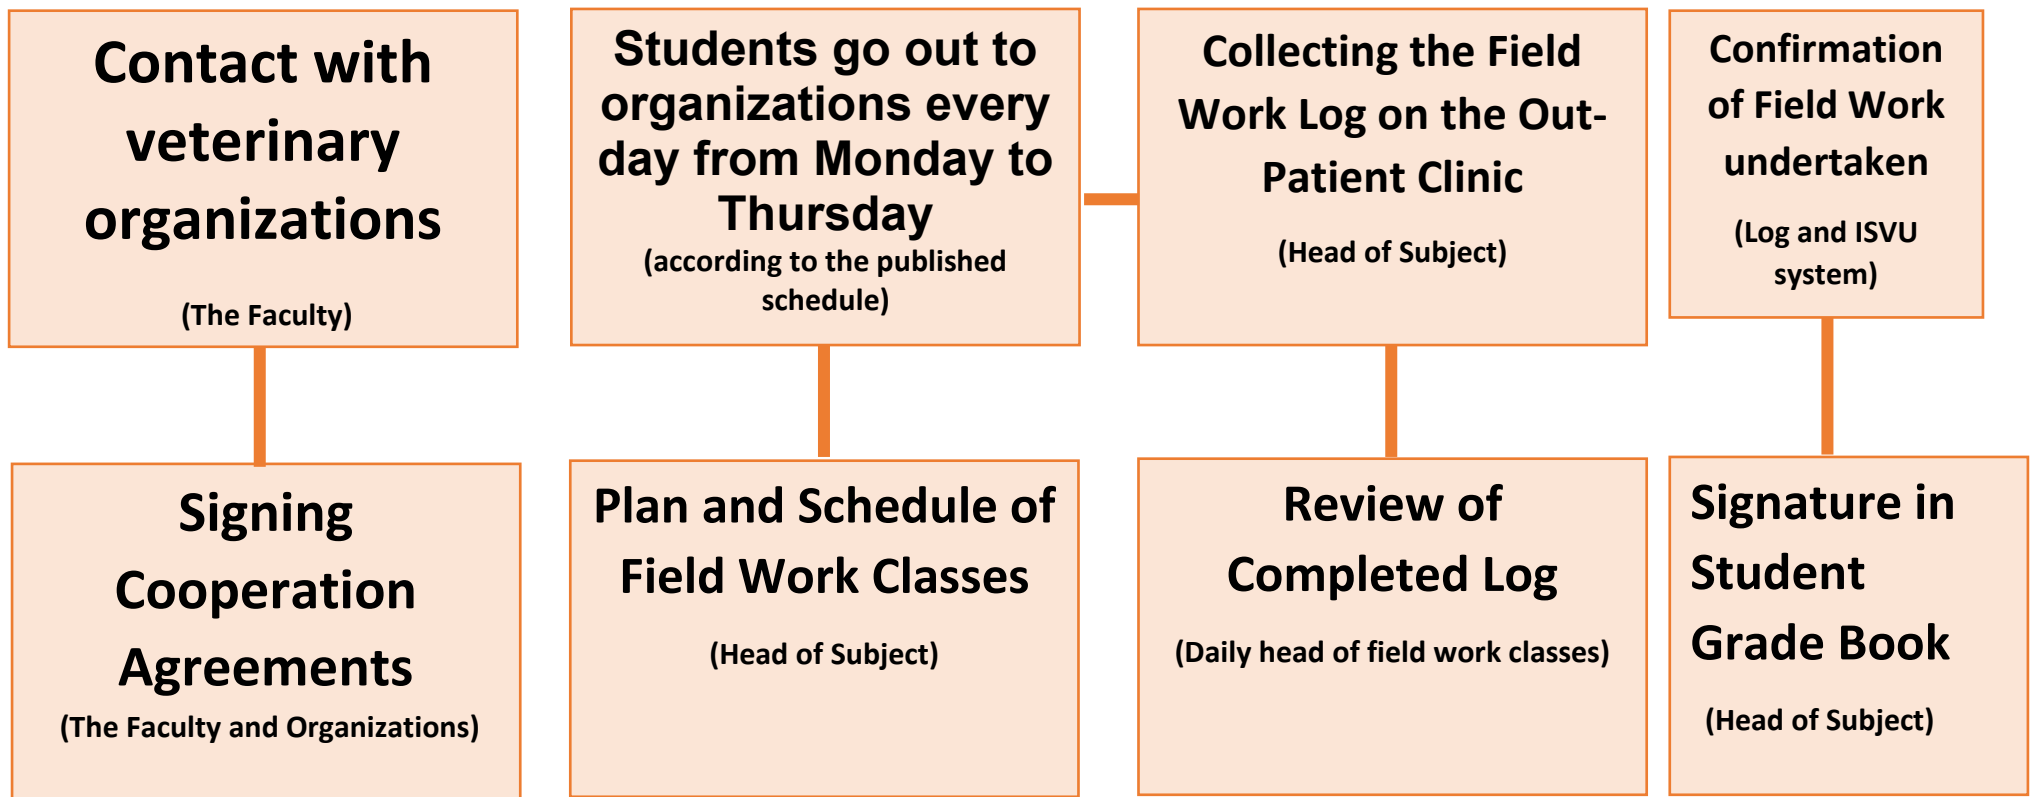 Contact with
veterinary
organizations
(The Faculty)
Students go out to
organizations every
day from Monday to
Thursday
(according to the published
schedule)
Collecting the Field
Work Log on the Out-
Patient Clinic
(Head of Subject)
Confirmation
of Field Work
undertaken
(Log and ISVU
system)
Signing
Cooperation
Agreements
(The Faculty and Organizations)
Plan and Schedule of
Field Work Classes
(Head of Subject)
Review of
Completed Log
(Daily head of field work classes)
Signature in
Student
Grade Book
(Head of Subject)